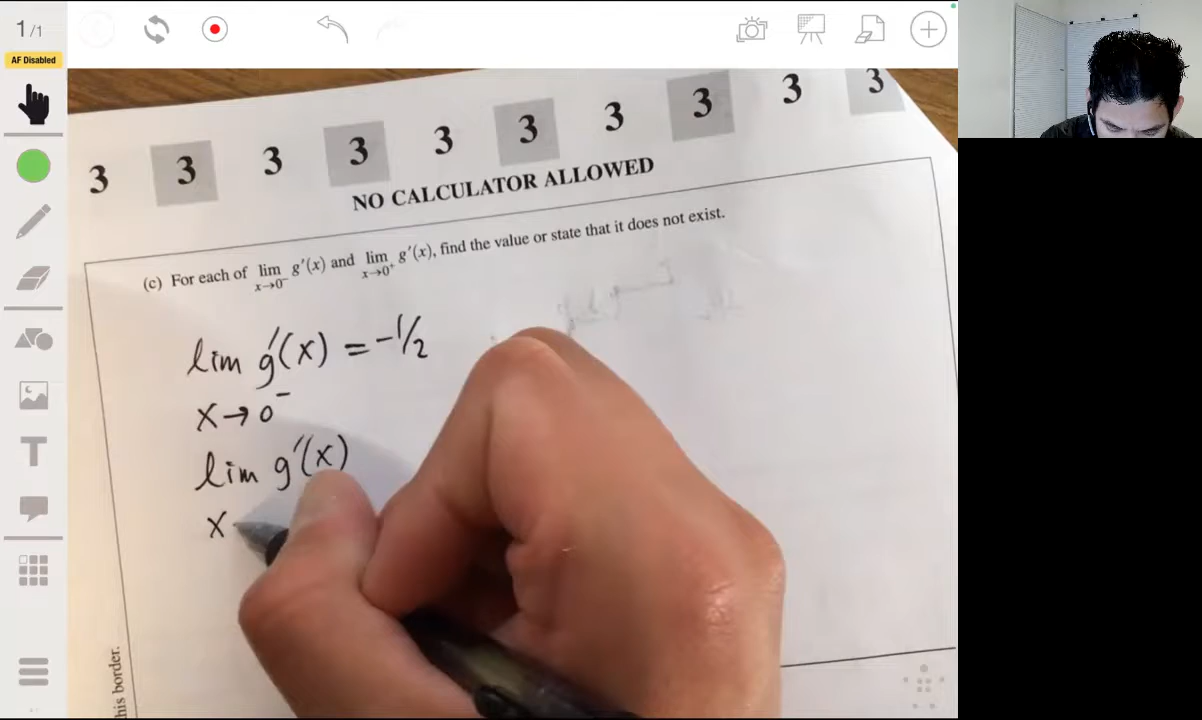 1/1
AF Disabled
T
3 3 3 3 3 3 3 3 3 3
NO CALCULATOR ALLOWED
(c) For each of lim x→0⁻ g′(x) and lim x→0⁺ g′(x), find the value or state that it does not exist.
lim g′(x) = -1/2
x→0⁻
lim g′(x)
x
his border.